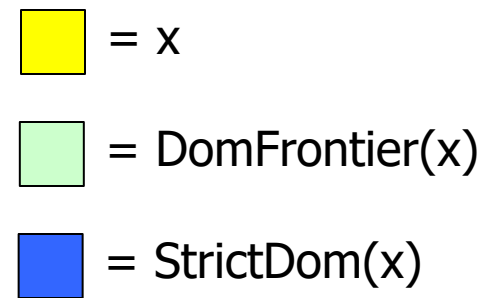 = x
= DomFrontier(x)
= StrictDom(x)